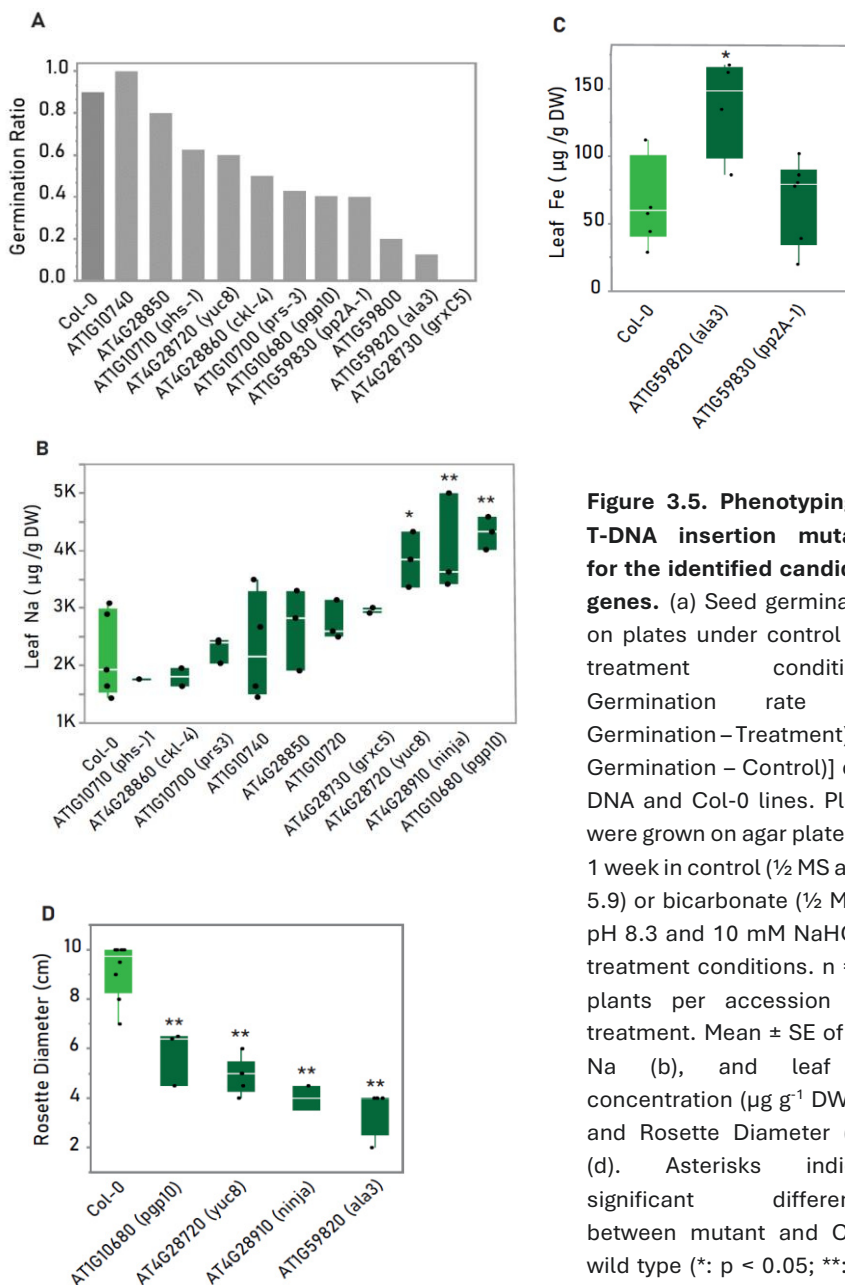 A
Germination Ratio
1.0
0.8
0.6
0.4
0.2
0.0
Col-0
AT1G10740
AT4G28850
AT1G10710 (phs-1)
AT4G28720 (yuc8)
AT4G28860 (ckl-4)
AT1G10700 (prs-3)
AT1G10680 (pgp10)
AT1G59830 (pp2A-1)
AT1G59800
AT1G59820 (ala3)
AT4G28730 (grxC5)
C
Leaf Fe ( µg /g DW)
150
100
50
0
*
Col-0
AT1G59820 (ala3)
AT1G59830 (pp2A-1)
B
Leaf Na ( µg /g DW)
5K
4K
3K
2K
1K
*
**
**
Col-0
AT1G10710 (phs-)1
AT4G28860 (ckl-4)
AT1G10700 (prs3)
AT1G10740
AT4G28850
AT1G10720
AT4G28730 (grxc5)
AT4G28720 (yuc8)
AT4G28910 (ninja)
AT1G10680 (pgp10)
D
Rosette Diameter (cm)
10
8
6
4
2
**
**
**
**
Col-0
AT1G10680 (pgp10)
AT4G28720 (yuc8)
AT4G28910 (ninja)
AT1G59820 (ala3)
Figure 3.5. Phenotyping
T-DNA insertion muta
for the identified candid
genes. (a) Seed germina
on plates under control
treatment conditi
Germination rate
Germination – Treatment)
Germination – Control)]
DNA and Col-0 lines. Pl
were grown on agar plate
1 week in control (½ MS a
5.9) or bicarbonate (½ M
pH 8.3 and 10 mM NaHC
treatment conditions. n =
plants per accession
treatment. Mean ± SE of
Na (b), and leaf
concentration (µg g⁻¹ DW
and Rosette Diameter (
(d). Asterisks indi
significant differen
between mutant and C
wild type (*: p < 0.05; **: